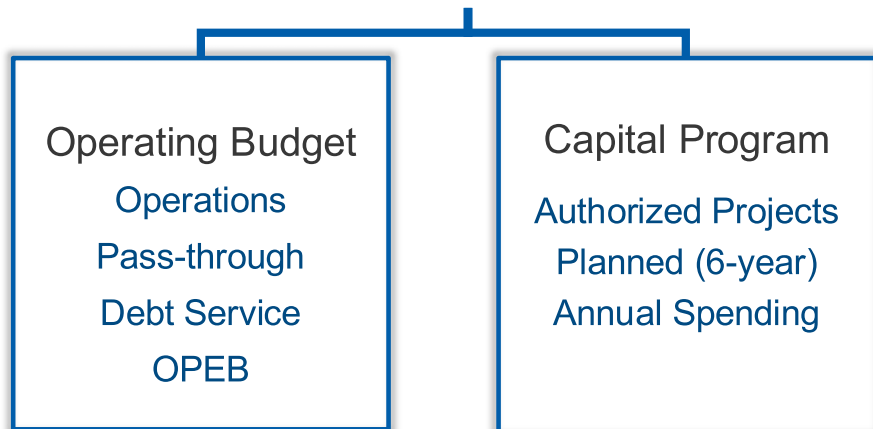 Operating Budget
Operations
Pass-through
Debt Service
OPEB
Capital Program
Authorized Projects
Planned (6-year)
Annual Spending